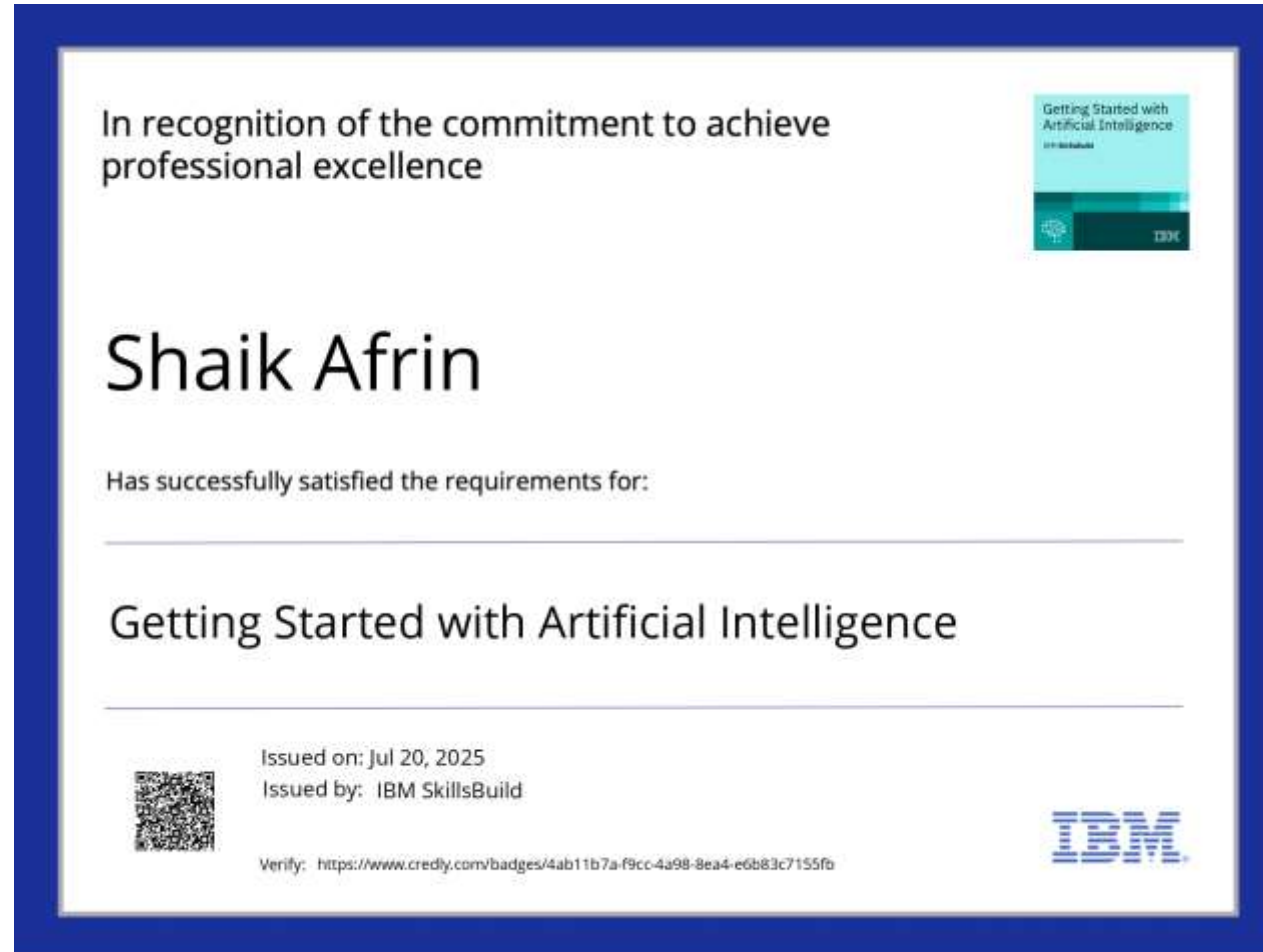 In recognition of the commitment to achieve
professional excellence
Getting Started with
Artificial Intelligence
IBM SkillsBuild
IBM
Shaik Afrin
Has successfully satisfied the requirements for:
Getting Started with Artificial Intelligence
Issued on: Jul 20, 2025
Issued by: IBM SkillsBuild
Verify: https://www.credly.com/badges/4ab11b7a-f9cc-4a98-8ea4-e6b83c7155fb
IBM